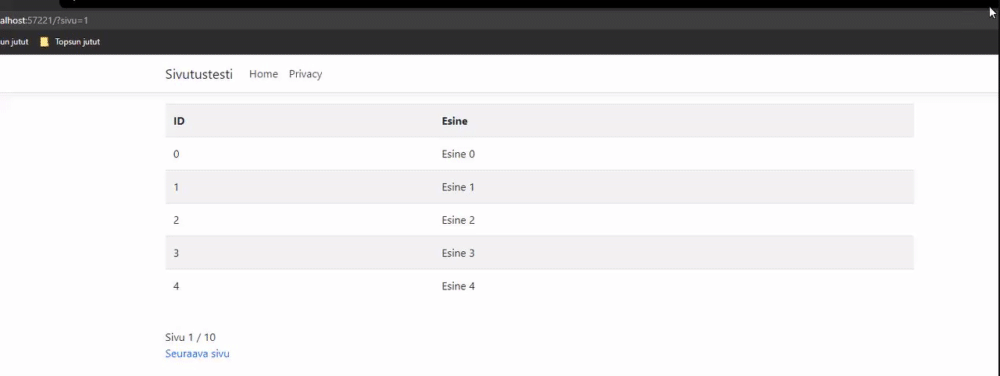 alhost:57221/?sivu=1
un jutut Topsun jutut
Sivutustesti Home Privacy
ID Esine
0 Esine 0
1 Esine 1
2 Esine 2
3 Esine 3
4 Esine 4
Sivu 1 / 10
Seuraava sivu